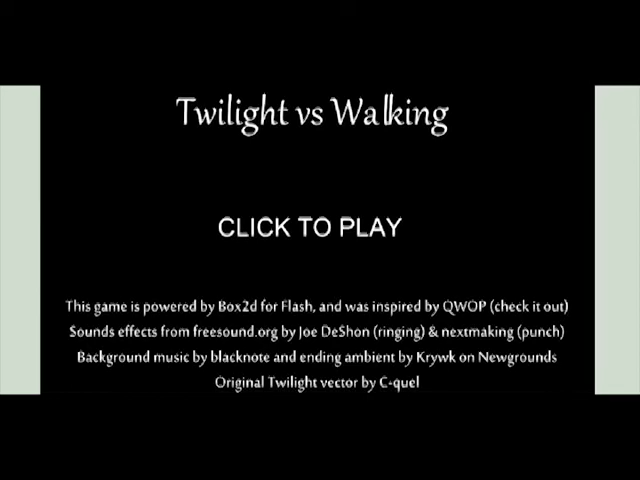 Twilight vs Walking
CLICK TO PLAY
This game is powered by Box2d for Flash, and was inspired by QWOP (check it out)
Sounds effects from freesound.org by Joe DeShon (ringing) & nextmaking (punch)
Background music by blacknote and ending ambient by Krywk on Newgrounds
Original Twilight vector by C-quel